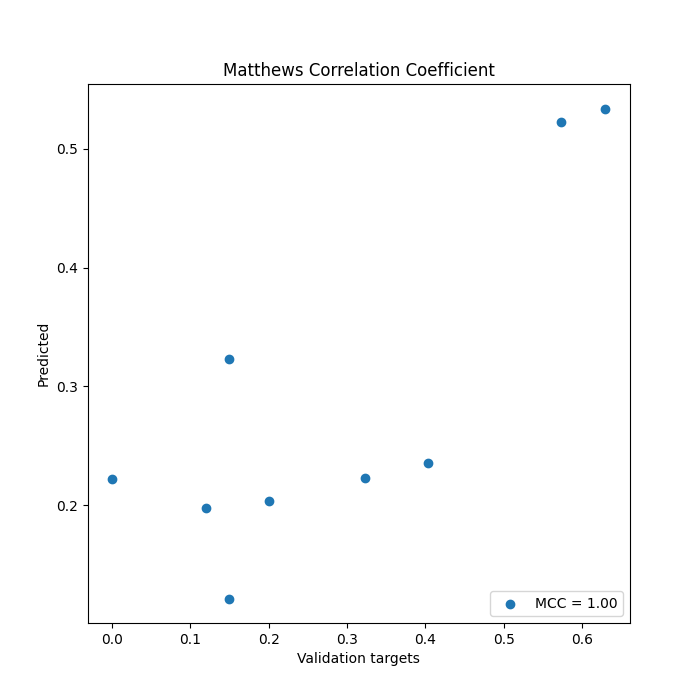 Matthews Correlation Coefficient
0.5
0.4
0.3
0.2
Predicted
MCC = 1.00
0.0 0.1 0.2 0.3 0.4 0.5 0.6
Validation targets